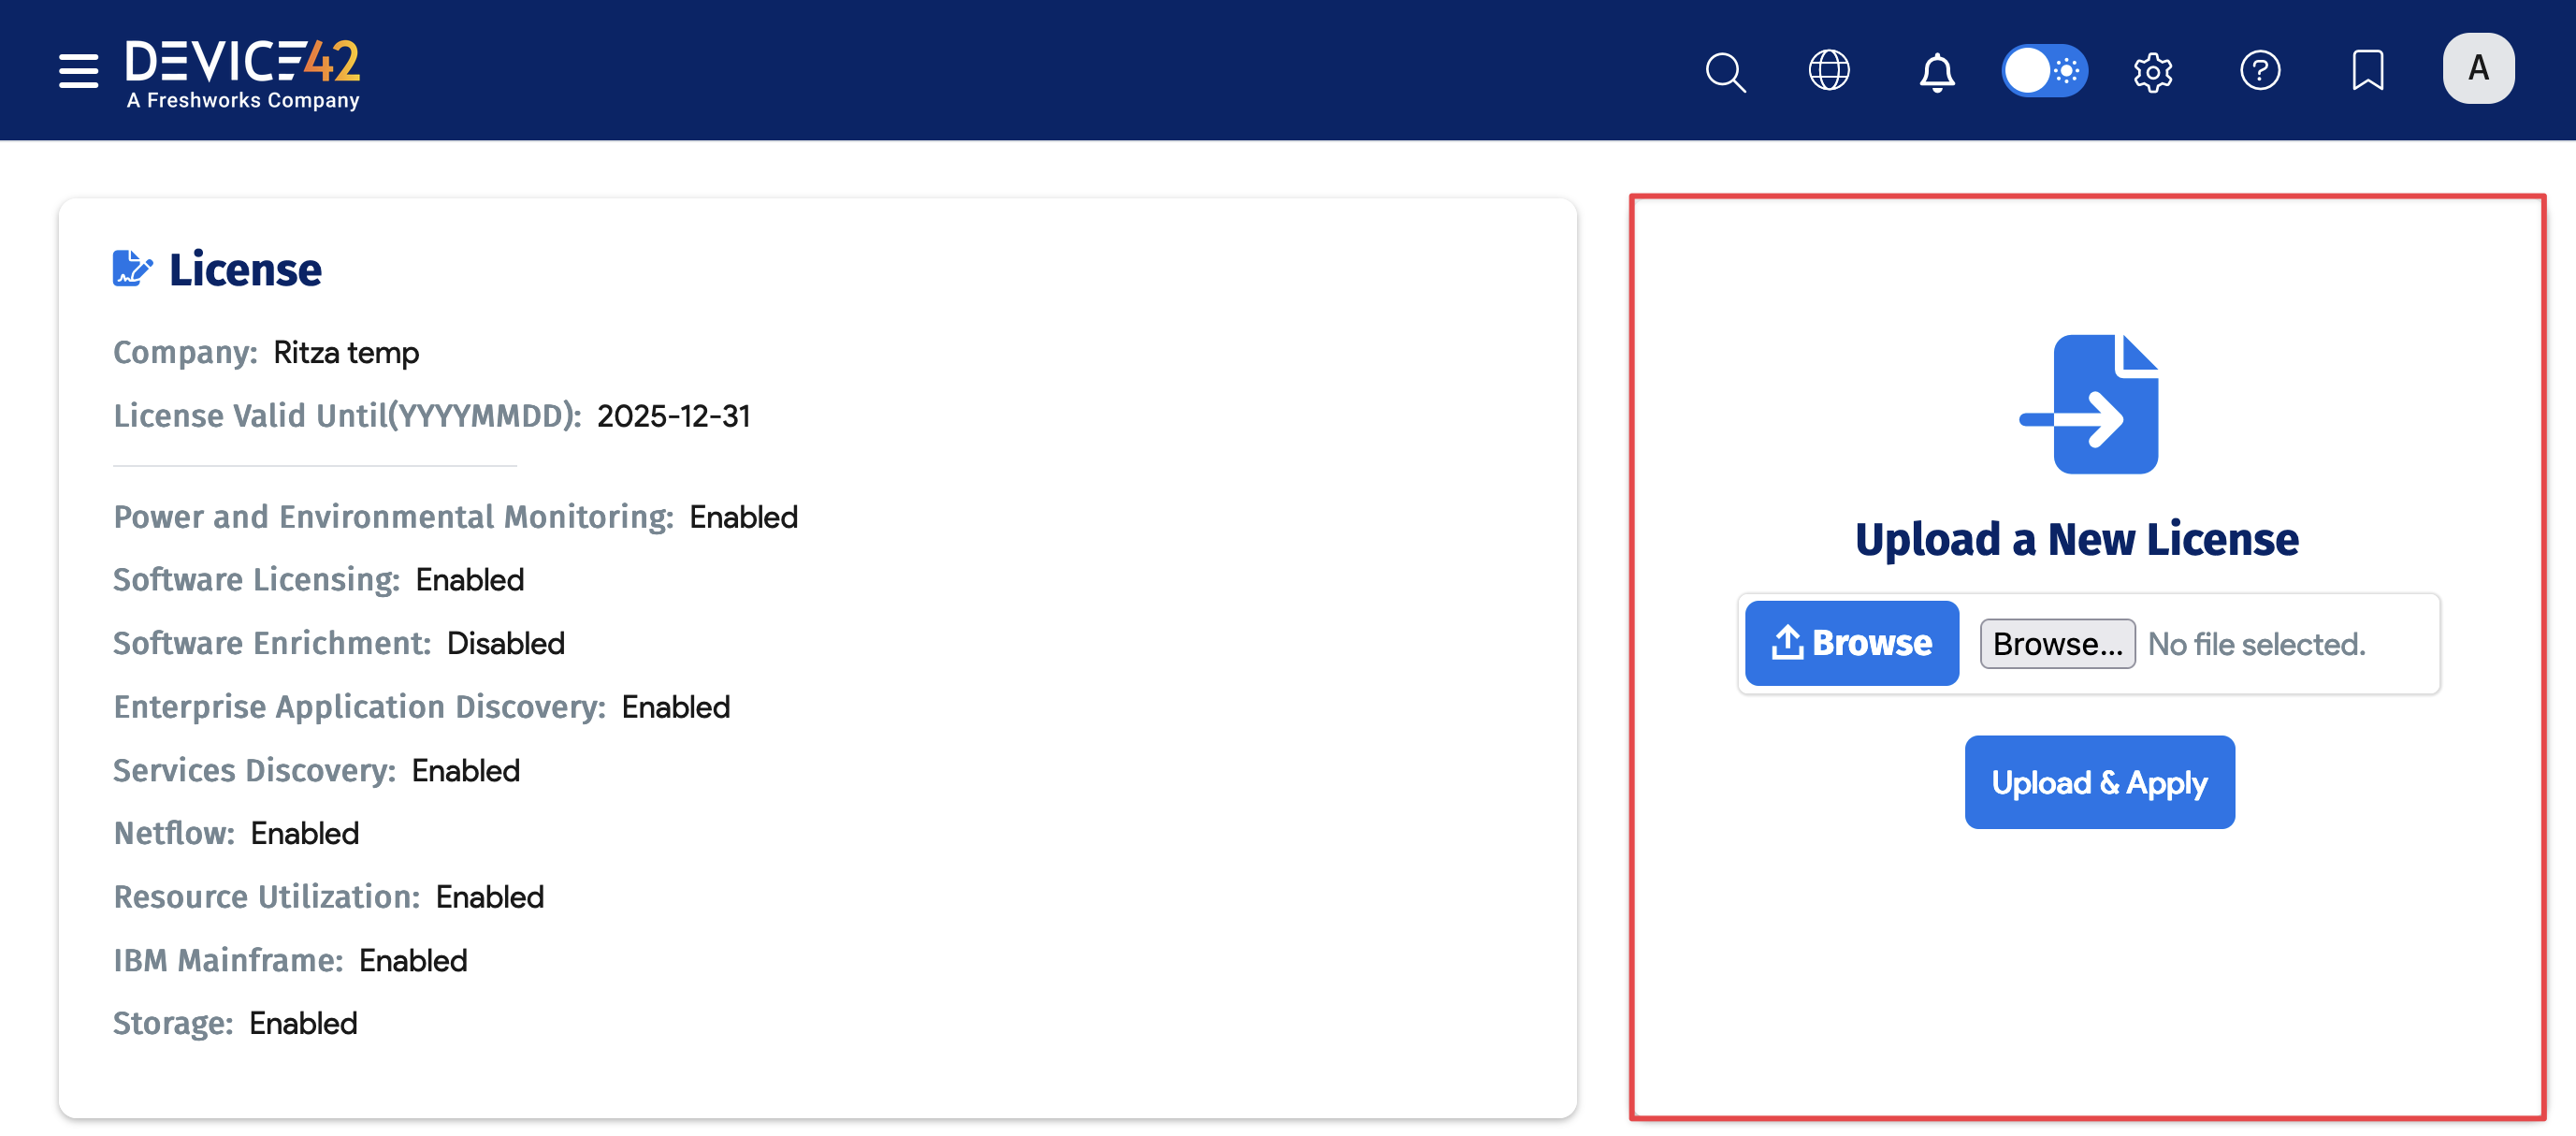 DEVICE42
A Freshworks Company
A
License
Company: Ritza temp
License Valid Until(YYYYMMDD): 2025-12-31
Power and Environmental Monitoring: Enabled
Software Licensing: Enabled
Software Enrichment: Disabled
Enterprise Application Discovery: Enabled
Services Discovery: Enabled
Netflow: Enabled
Resource Utilization: Enabled
IBM Mainframe: Enabled
Storage: Enabled
Upload a New License
Browse Browse... No file selected.
Upload & Apply